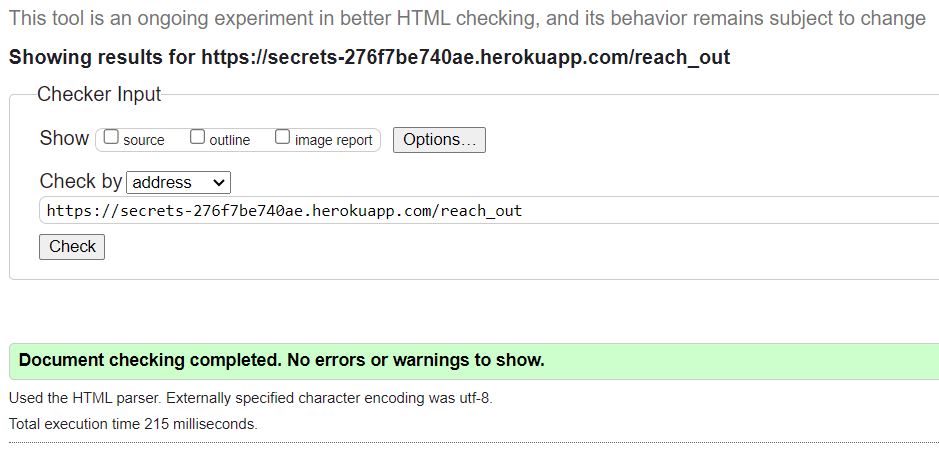 This tool is an ongoing experiment in better HTML checking, and its behavior remains subject to change
Showing results for https://secrets-276f7be740ae.herokuapp.com/reach_out
Checker Input
Show source outline image report Options...
Check by address
https://secrets-276f7be740ae.herokuapp.com/reach_out
Check
Document checking completed. No errors or warnings to show.
Used the HTML parser. Externally specified character encoding was utf-8.
Total execution time 215 milliseconds.